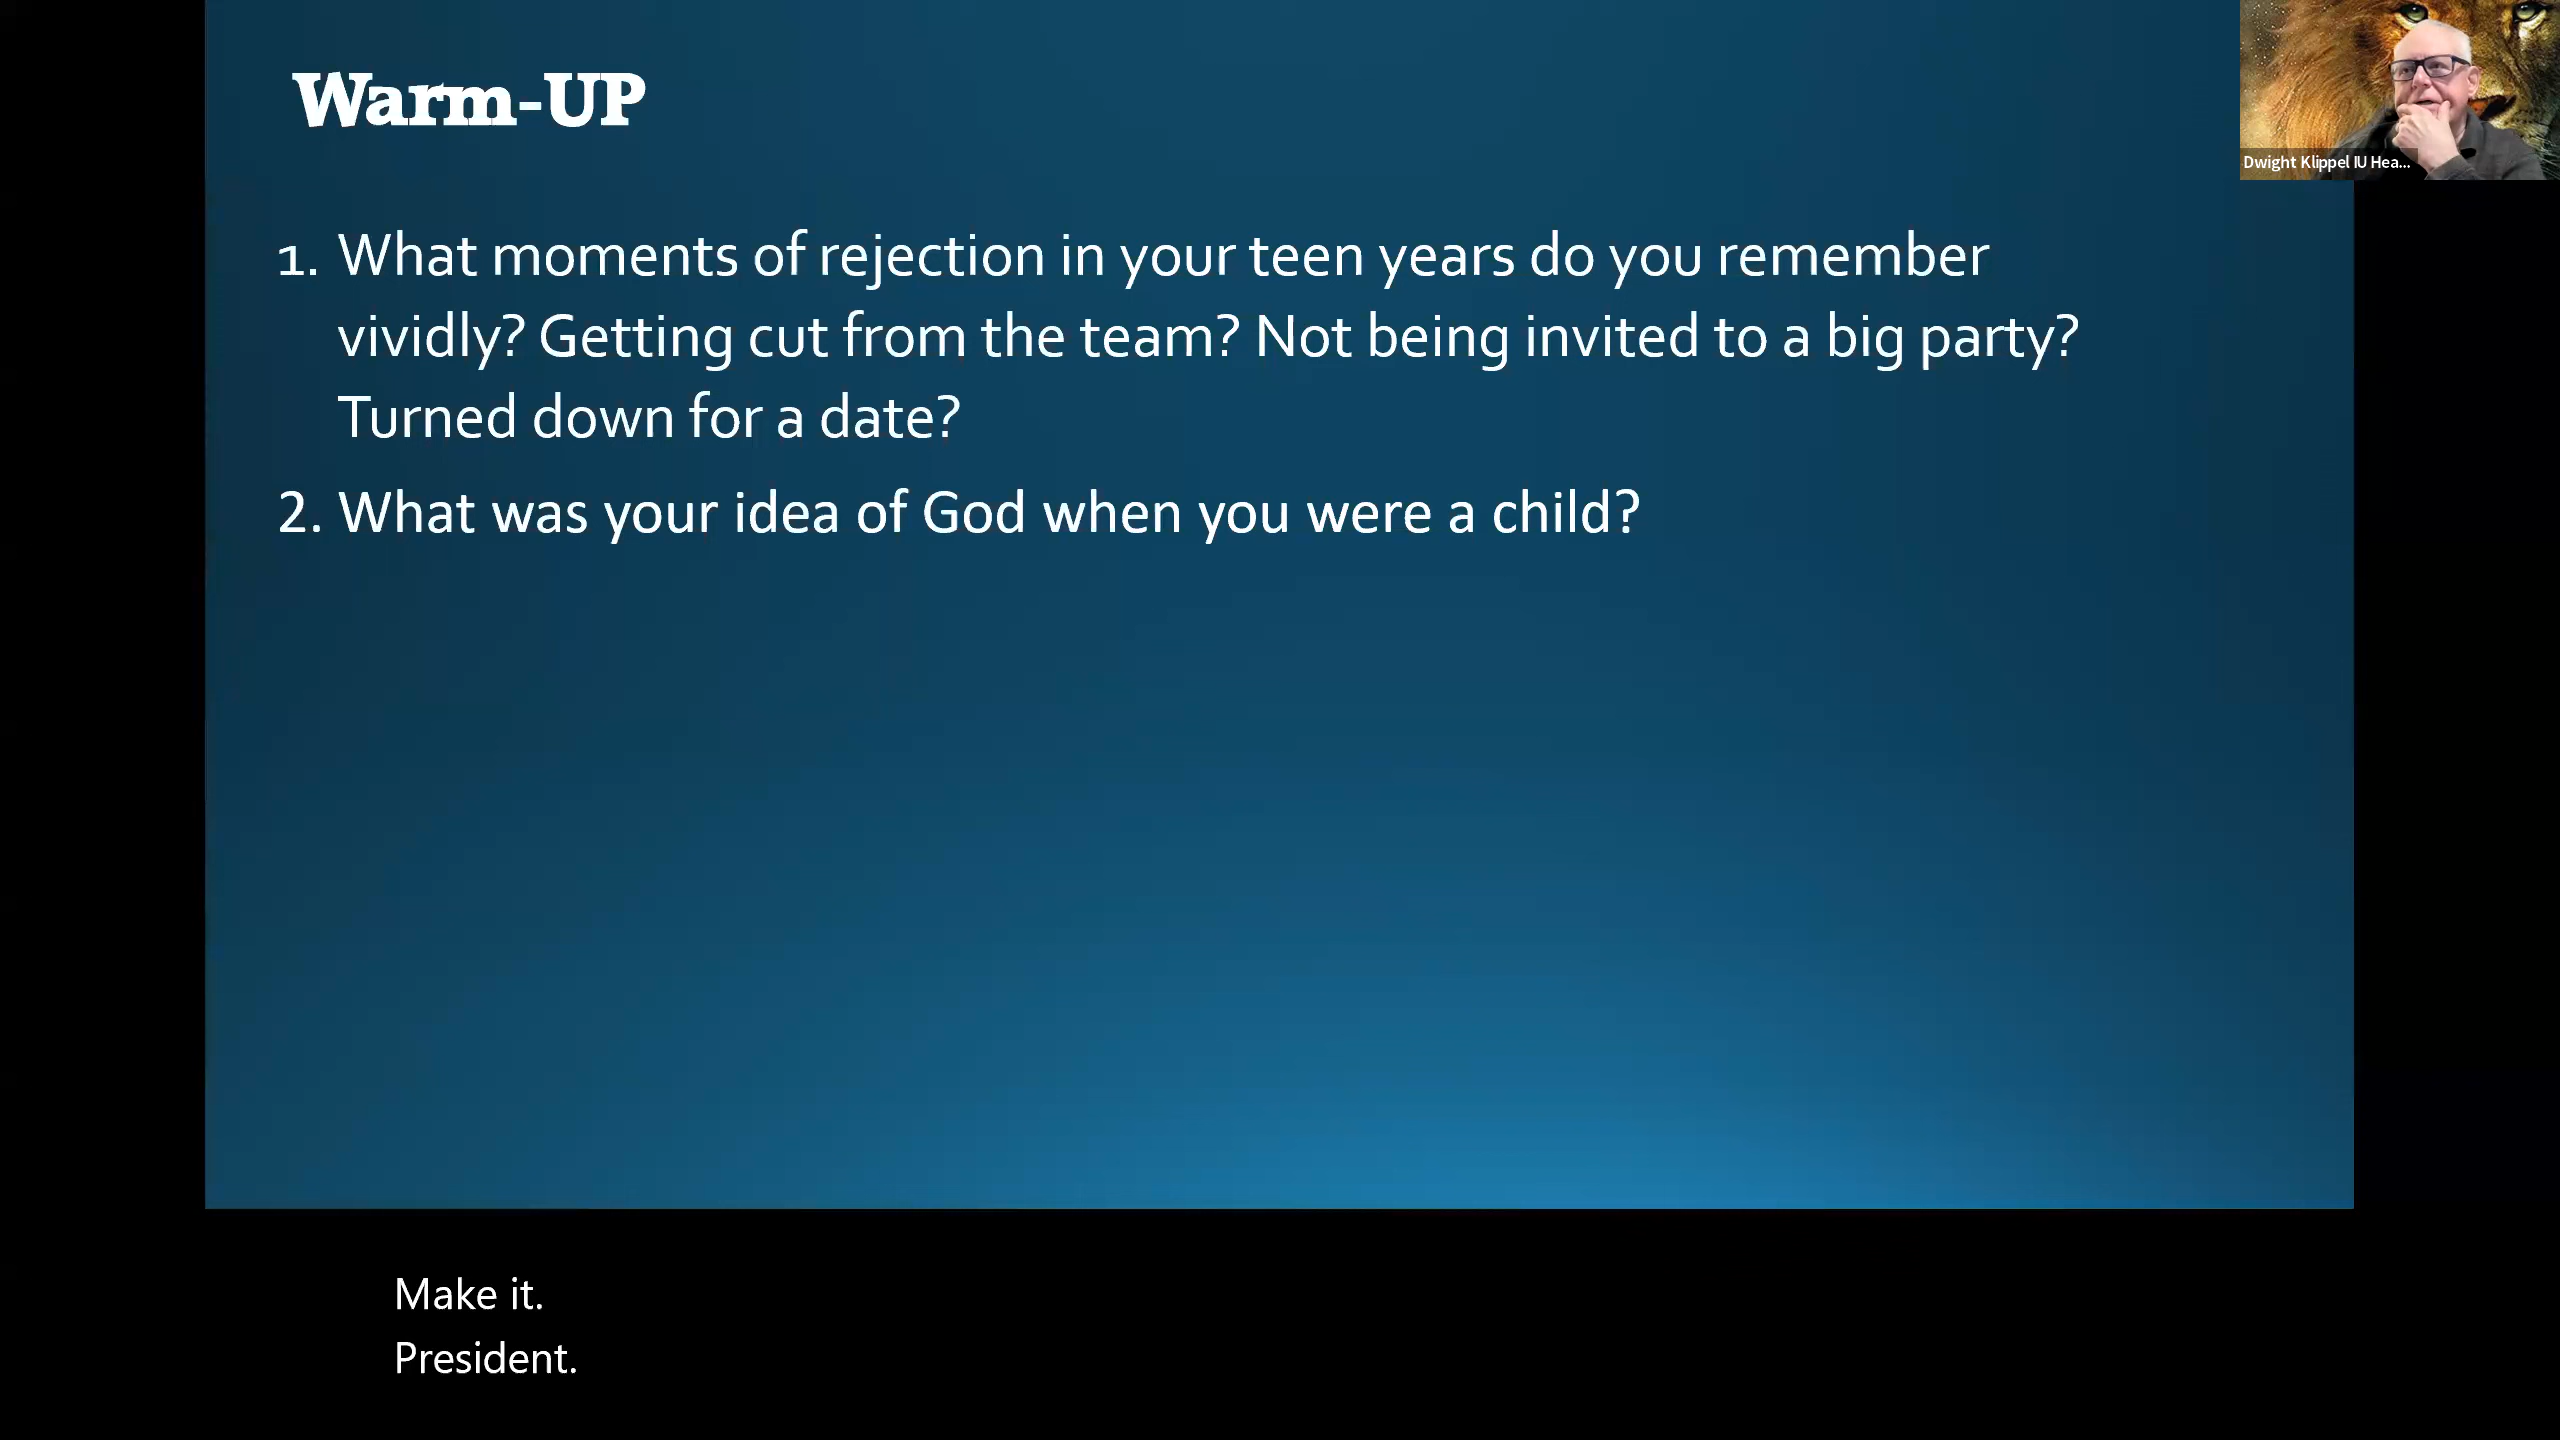 Warm-UP
Dwight Klippel IU Hea...
1. What moments of rejection in your teen years do you remember
vividly? Getting cut from the team? Not being invited to a big party?
Turned down for a date?
2. What was your idea of God when you were a child?
Make it.
President.